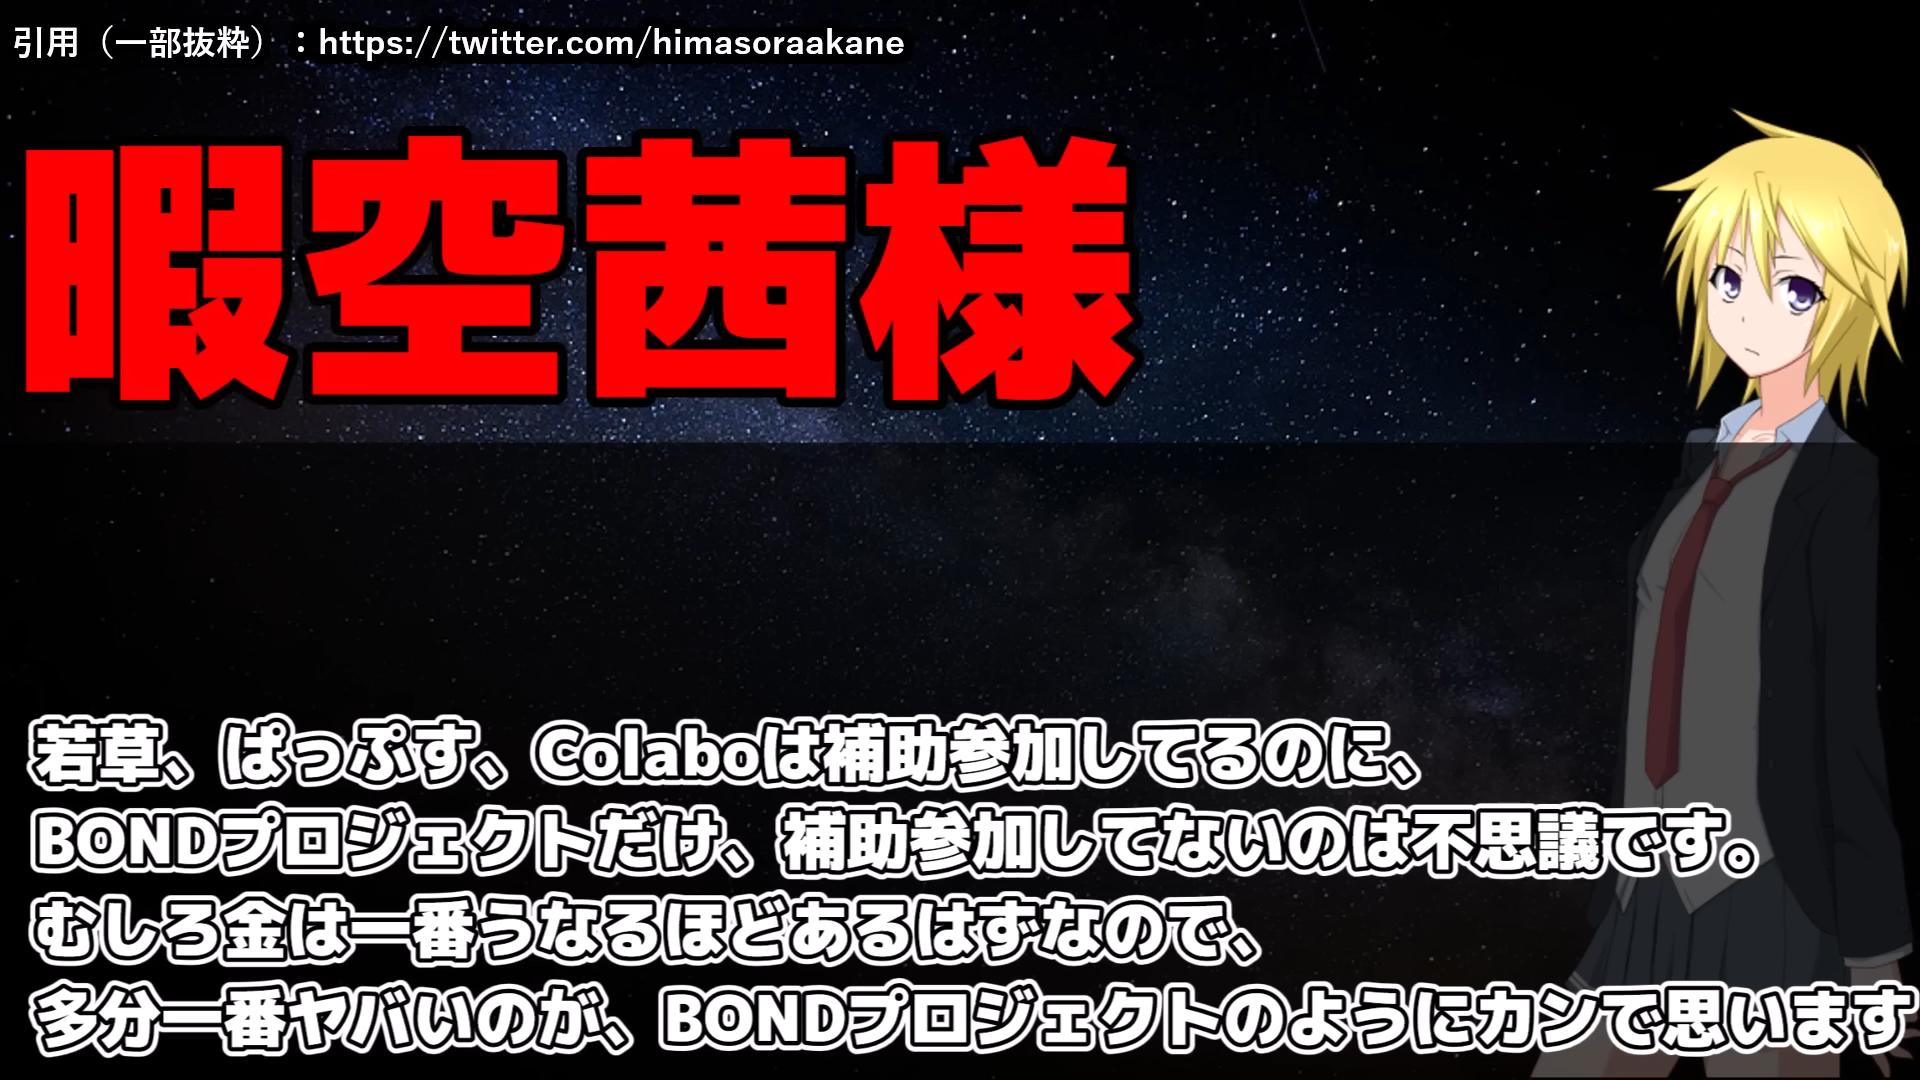 引用（一部抜粋）：https://twitter.com/himasoraakane
暇空茜様
若草、ぱっぷす、Colaboは補助参加してるのに、
BONDプロジェクトだけ、補助参加してないのは不思議です。
むしろ金は一番うなるほどあるはずなので、
多分一番ヤバいのが、BONDプロジェクトのようにカンで思います